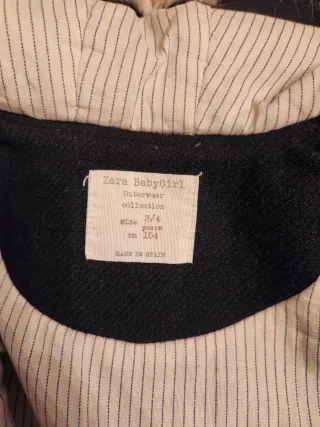 Zara BabyGirl
Outerwear
collection
size 3/4
years
cm 104
MADE IN SPAIN